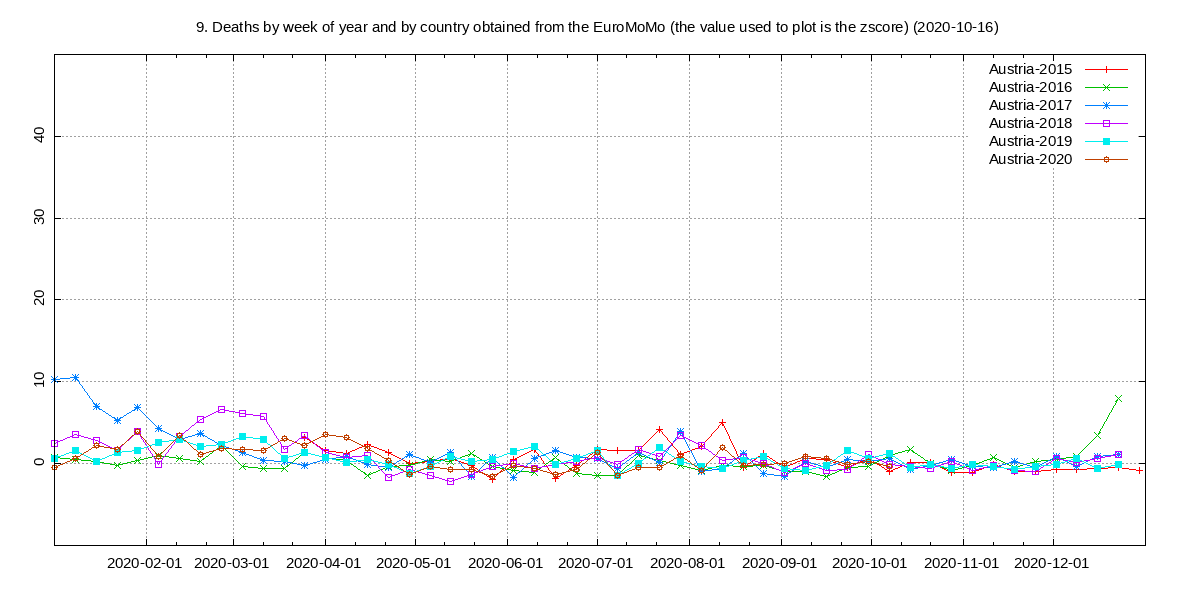 9. Deaths by week of year and by country obtained from the EuroMoMo (the value used to plot is the zscore) (2020-10-16)
Austria-2015
Austria-2016
Austria-2017
Austria-2018
Austria-2019
Austria-2020
40
30
20
10
0
2020-02-01 2020-03-01 2020-04-01 2020-05-01 2020-06-01 2020-07-01 2020-08-01 2020-09-01 2020-10-01 2020-11-01 2020-12-01